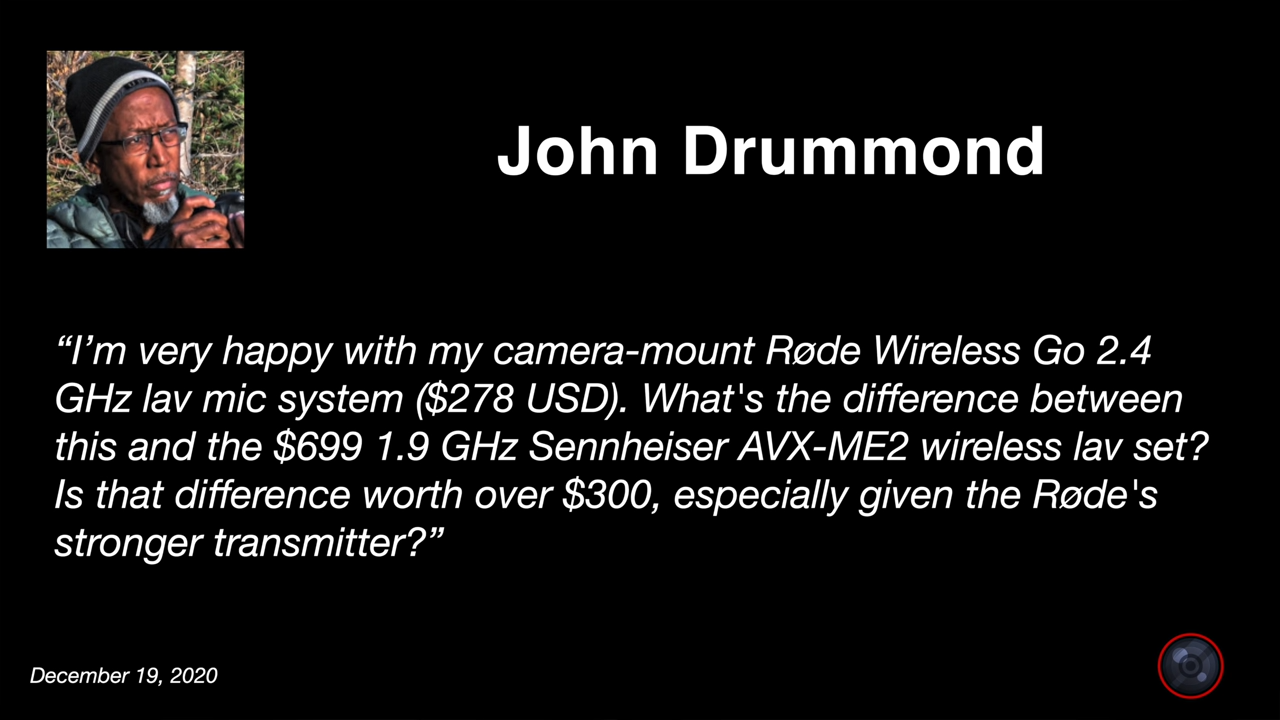 John Drummond
“I’m very happy with my camera-mount Røde Wireless Go 2.4
GHz lav mic system ($278 USD). What's the difference between
this and the $699 1.9 GHz Sennheiser AVX-ME2 wireless lav set?
Is that difference worth over $300, especially given the Røde's
stronger transmitter?”
December 19, 2020